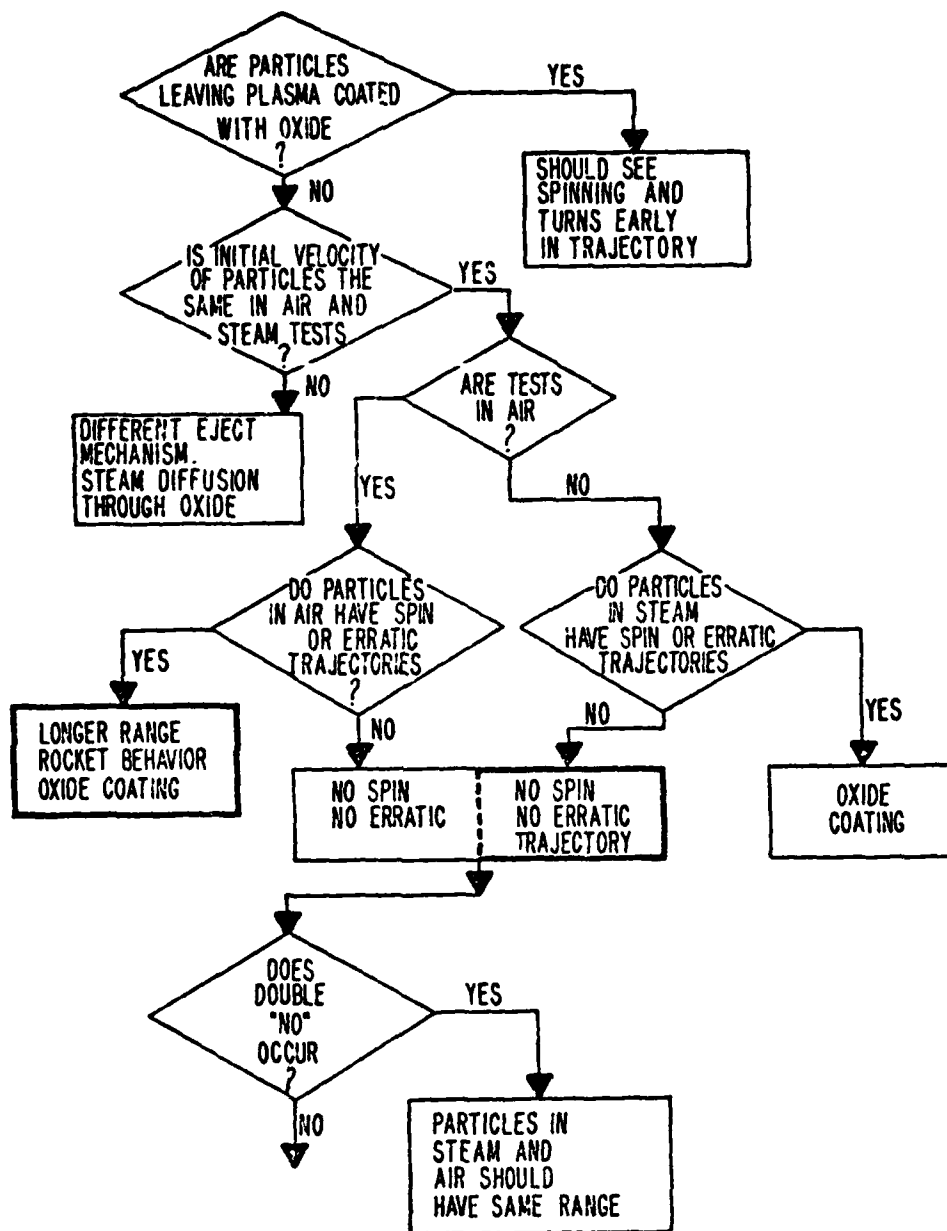 ARE PARTICLES
LEAVING PLASMA COATED
WITH OXIDE
?
YES
SHOULD SEE
SPINNING AND
TURNS EARLY
IN TRAJECTORY
NO
IS INITIAL VELOCITY
OF PARTICLES THE
SAME IN AIR AND
STEAM TESTS
?
YES
NO
DIFFERENT EJECT
MECHANISM.
STEAM DIFFUSION
THROUGH OXIDE
ARE TESTS
IN AIR
?
YES
NO
DO PARTICLES
IN AIR HAVE SPIN
OR ERRATIC
TRAJECTORIES
?
DO PARTICLES
IN STEAM
HAVE SPIN OR ERRATIC
TRAJECTORIES
YES
NO
NO
YES
LONGER RANGE
ROCKET BEHAVIOR
OXIDE COATING
NO SPIN
NO ERRATIC
NO SPIN
NO ERRATIC
TRAJECTORY
OXIDE
COATING
DOES
DOUBLE
"NO"
OCCUR
?
YES
NO
PARTICLES IN
STEAM AND
AIR SHOULD
HAVE SAME RANGE